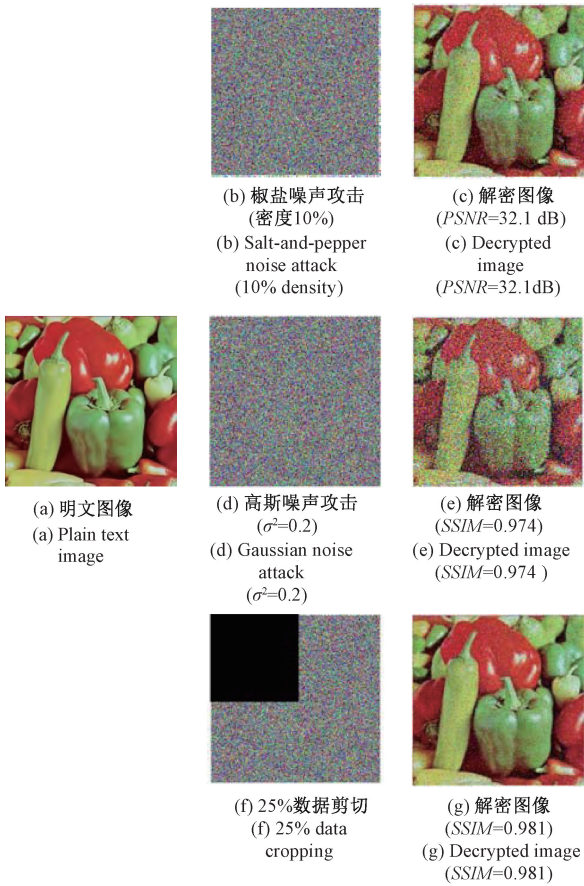 (b) 椒盐噪声攻击
(密度10%)
(b) Salt-and-pepper
noise attack
(10% density)
(c) 解密图像
(PSNR=32.1 dB)
(c) Decrypted
image
(PSNR=32.1dB)
(a) 明文图像
(a) Plain text
image
(d) 高斯噪声攻击
(σ²=0.2)
(d) Gaussian noise
attack
(σ²=0.2)
(e) 解密图像
(SSIM=0.974)
(e) Decrypted image
(SSIM=0.974 )
(f) 25%数据剪切
(f) 25% data
cropping
(g) 解密图像
(SSIM=0.981)
(g) Decrypted image
(SSIM=0.981)